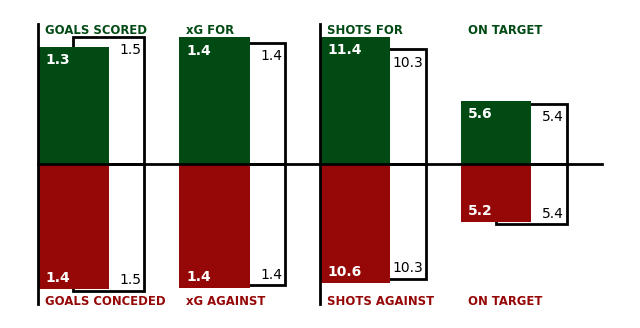 GOALS SCORED xG FOR SHOTS FOR ON TARGET
1.3 1.5 1.4 1.4 11.4 10.3 5.6 5.4
1.4 1.5 1.4 1.4 10.6 10.3 5.2 5.4
GOALS CONCEDED xG AGAINST SHOTS AGAINST ON TARGET